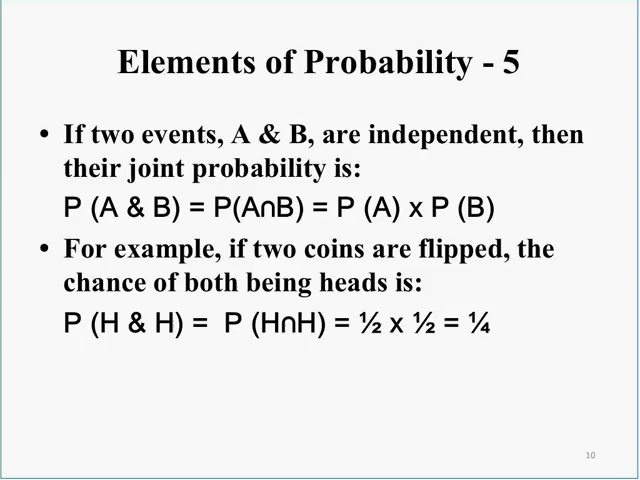 Elements of Probability - 5
• If two events, A & B, are independent, then
their joint probability is:
P (A & B) = P(A∩B) = P (A) x P (B)
• For example, if two coins are flipped, the
chance of both being heads is:
P (H & H) =  P (H∩H) = ½ x ½ = ¼
10